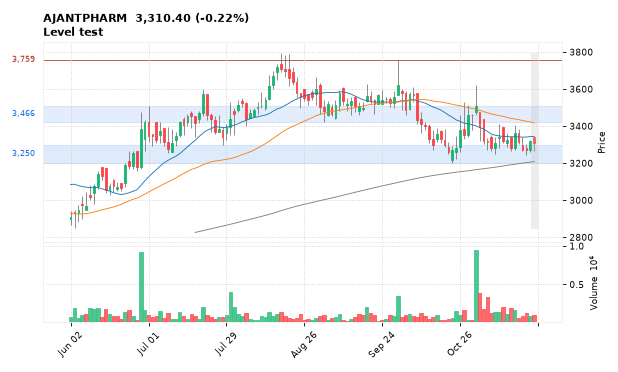 AJANTPHARM 3,310.40 (-0.22%)
Level test
3,759
3,466
3,250
3800
3600
3400
3200
3000
2800
Price
1.0
0.5
Volume 10⁶
Jun 02
Jul 01
Jul 29
Aug 26
Sep 24
Oct 26